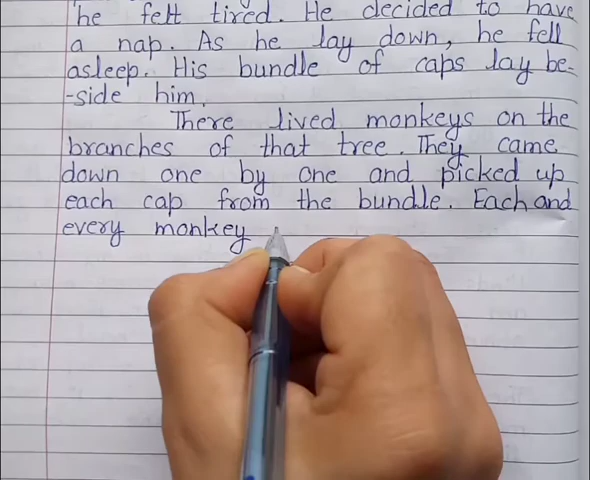 he felt tired. He decided to have
a nap. As he lay down, he fell
asleep. His bundle of caps lay be-
-side him.
There lived monkeys on the
branches of that tree. They came
down one by one and picked up
each cap from the bundle. Each and
every monkey